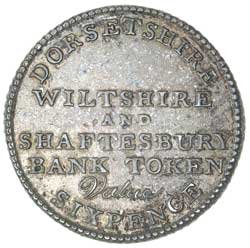 DORSETSHIRE
WILTSHIRE
AND
SHAFTESBURY
BANK TOKEN
Value
SIXPENCE